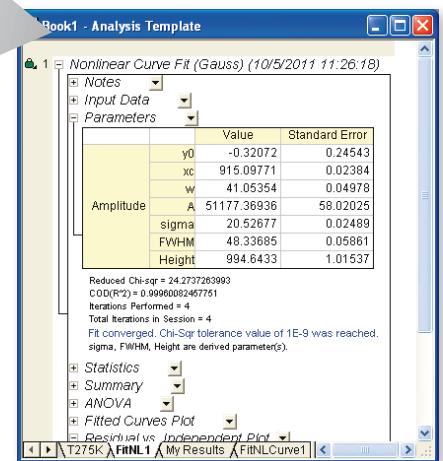 Book1 - Analysis Template
1 Nonlinear Curve Fit (Gauss) (10/5/2011 11:26:18)
Notes
Input Data
Parameters
Value Standard Error
y0 -0.32072 0.24543
xc 915.09771 0.02384
w 41.05354 0.04978
Amplitude A 51177.36936 58.02025
sigma 20.52677 0.02489
FWHM 48.33685 0.05861
Height 994.6433 1.01537
Reduced Chi-sqr = 24.2737263993
COD(R^2) = 0.99960082457751
Iterations Performed = 4
Total Iterations in Session = 4
Fit converged. Chi-Sqr tolerance value of 1E-9 was reached.
sigma, FWHM, Height are derived parameter(s).
Statistics
Summary
ANOVA
Fitted Curves Plot
Residual vs. Independent Plot
T275K FitNL1 My Results FitNLCurve1